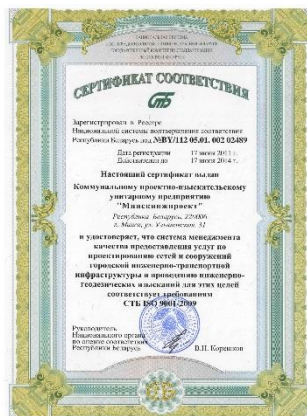 СЕРТИФИКАТ СООТВЕТСТВИЯ
СТБ
Зарегистрирован в Реестре
Национальной системы подтверждения соответствия
Республики Беларусь под №BY/112 05.01. 002 02489
Дата регистрации 17 июня 2011 г.
Действителен до 17 июня 2014 г.
Настоящий сертификат выдан
Коммунальному проектно-изыскательскому
унитарному предприятию
"Минскинжпроект"
Республика Беларусь, 220006
г. Минск, ул. 31
и удостоверяет, что система менеджмента
качества предоставления услуг по
проектированию сетей и сооружений
городской инженерно-транспортной
инфраструктуры и проведению инженерно-
геодезических изысканий для этих целей
соответствует требованиям
СТБ ISO 9001-2009
Руководитель
Национального органа
по оценке соответствия
Республики Беларусь В.Н. Корешков